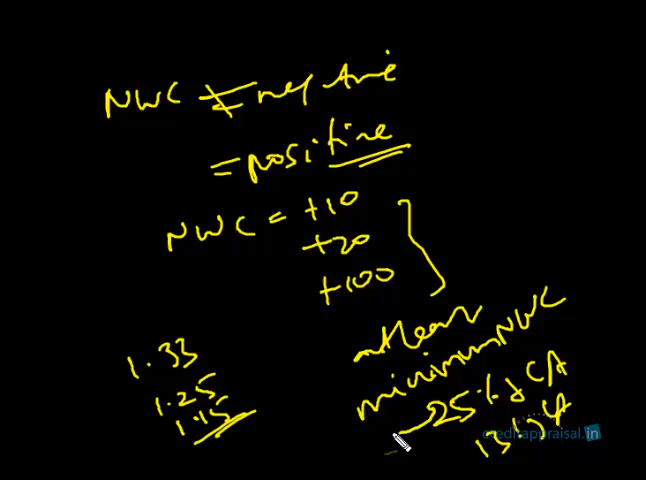 NWC ≠ negative
= positive
NWC = +10
+20
+100
atleast
minimum NWC
1.33
1.25
1.15
25% of CA
creditappraisal.in